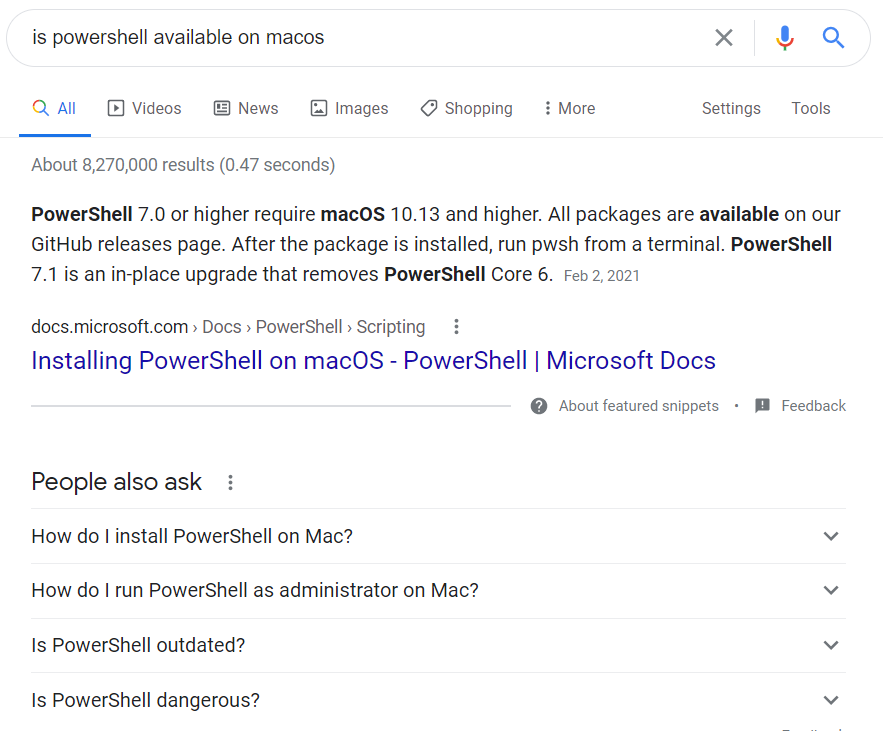 is powershell available on macos
All Videos News Images Shopping More Settings Tools
About 8,270,000 results (0.47 seconds)
PowerShell 7.0 or higher require macOS 10.13 and higher. All packages are available on our
GitHub releases page. After the package is installed, run pwsh from a terminal. PowerShell
7.1 is an in-place upgrade that removes PowerShell Core 6. Feb 2, 2021
docs.microsoft.com › Docs › PowerShell › Scripting
Installing PowerShell on macOS - PowerShell | Microsoft Docs
About featured snippets • Feedback
People also ask
How do I install PowerShell on Mac?
How do I run PowerShell as administrator on Mac?
Is PowerShell outdated?
Is PowerShell dangerous?